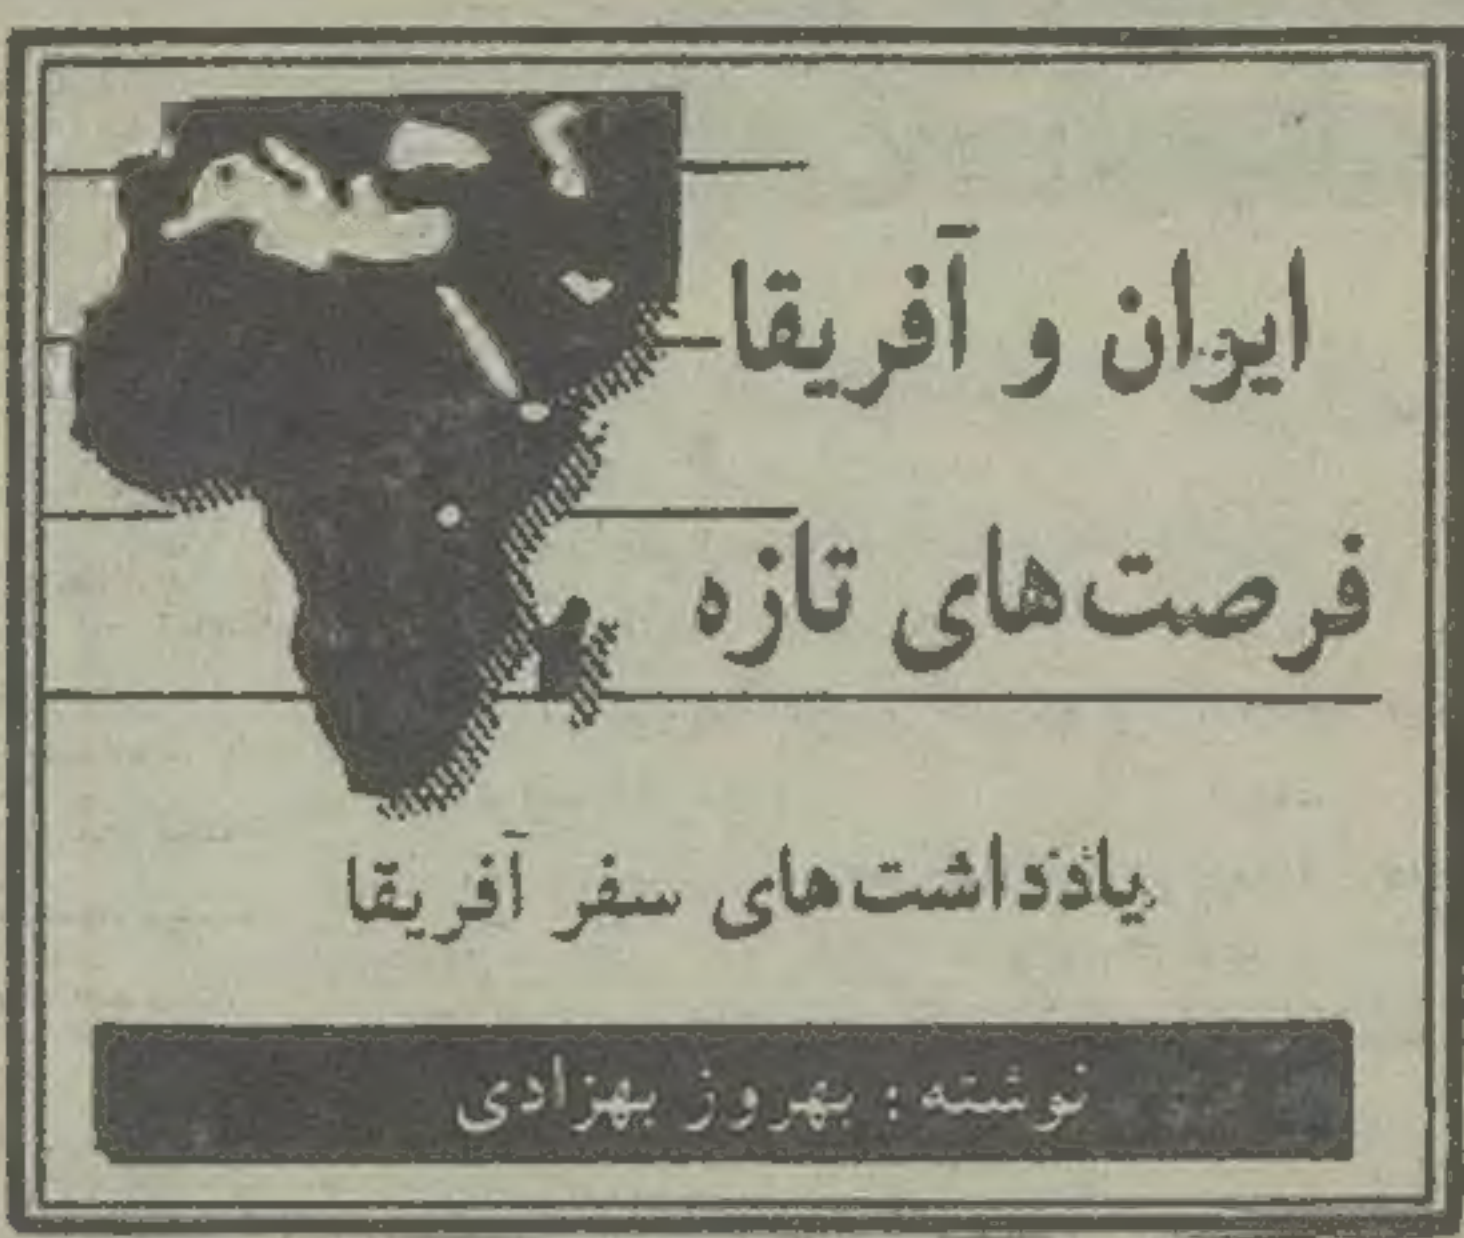 ایران و آفریقا
فرصت‌های تازه
یادداشت‌های سفر آفریقا
نوشته : بهروز بهزادی